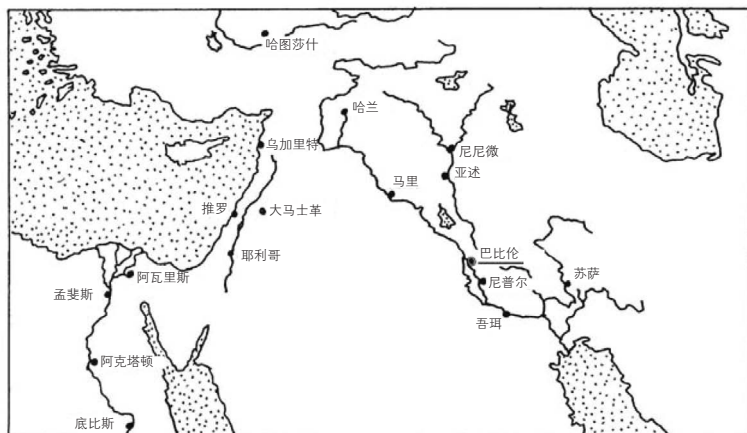 哈图莎什
哈兰
乌加里特
尼尼微
亚述
马里
推罗
大马士革
耶利哥
巴比伦
阿瓦里斯
苏萨
尼普尔
孟斐斯
吾珥
阿克塔顿
底比斯